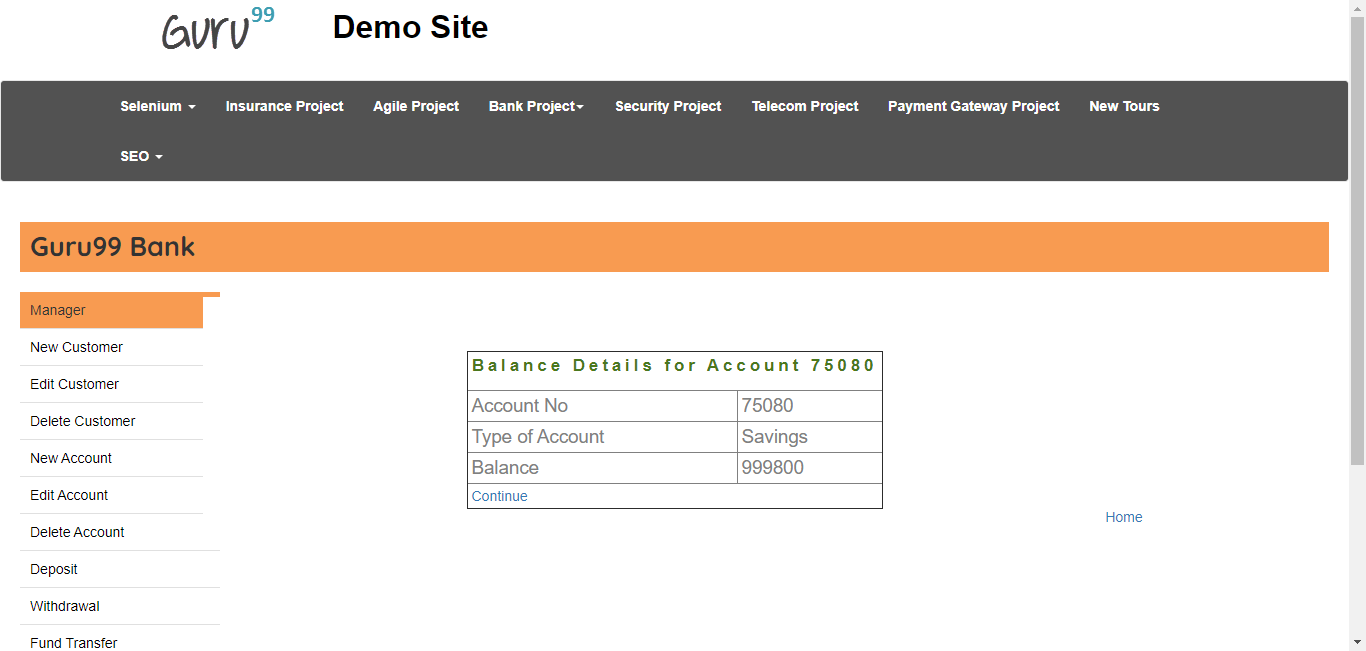 Guru99 Demo Site
Selenium Insurance Project Agile Project Bank Project Security Project Telecom Project Payment Gateway Project New Tours
SEO
Guru99 Bank
Manager
New Customer
Edit Customer
Delete Customer
New Account
Edit Account
Delete Account
Deposit
Withdrawal
Fund Transfer
Balance Details for Account 75080
Account No 75080
Type of Account Savings
Balance 999800
Continue
Home